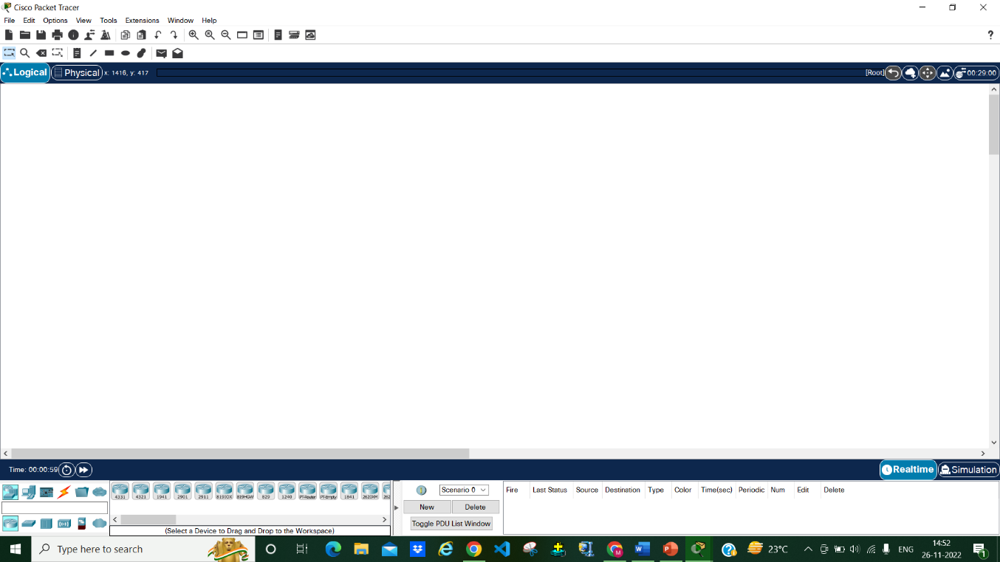 Cisco Packet Tracer
File Edit Options View Tools Extensions Window Help
?
Logical Physical x: 1416, y: 417 [Root] 00:29:00
Time: 00:00:59 Realtime Simulation
4331 4321 1941 2901 2911 819IOX 819HGW 829 1240 PT-Router PT-Empty 1841 2620XM 262
Scenario 0 Fire Last Status Source Destination Type Color Time(sec) Periodic Num Edit Delete
New Delete
Toggle PDU List Window
(Select a Device to Drag and Drop to the Workspace)
Type here to search 23°C ENG 14:52
26-11-2022 1